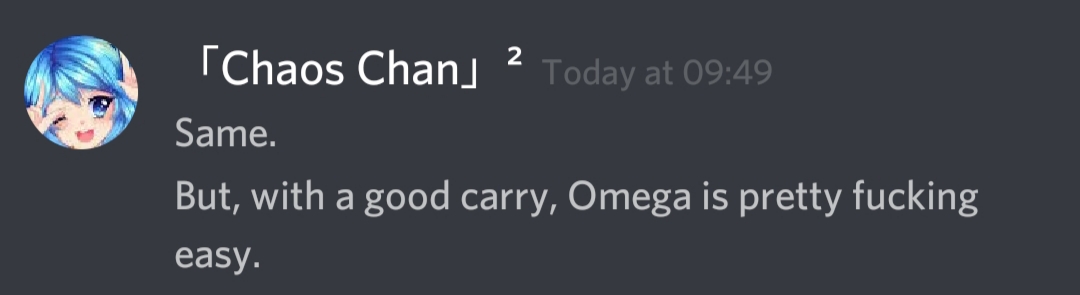 「Chaos Chan」 ² Today at 09:49
Same.
But, with a good carry, Omega is pretty fucking
easy.